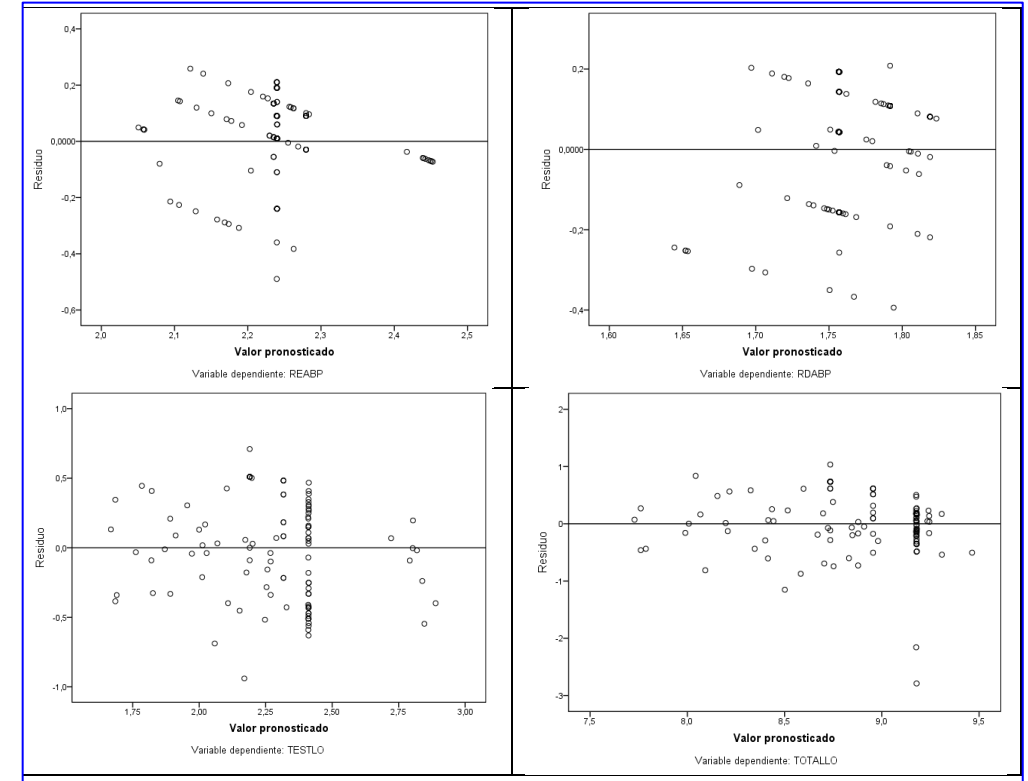 0,4
0,2
0,0000
-0,2
-0,4
-0,6
Residuo
2,0 2,1 2,2 2,3 2,4 2,5
Valor pronosticado
Variable dependiente: REABP
0,2
0,0000
-0,2
-0,4
Residuo
1,60 1,65 1,70 1,75 1,80 1,85
Valor pronosticado
Variable dependiente: RDABP
1,0
0,5
0,0
-0,5
-1,0
Residuo
1,75 2,00 2,25 2,50 2,75 3,00
Valor pronosticado
Variable dependiente: TESTLO
2
1
0
-1
-2
-3
Residuo
7,5 8,0 8,5 9,0 9,5
Valor pronosticado
Variable dependiente: TOTALLO